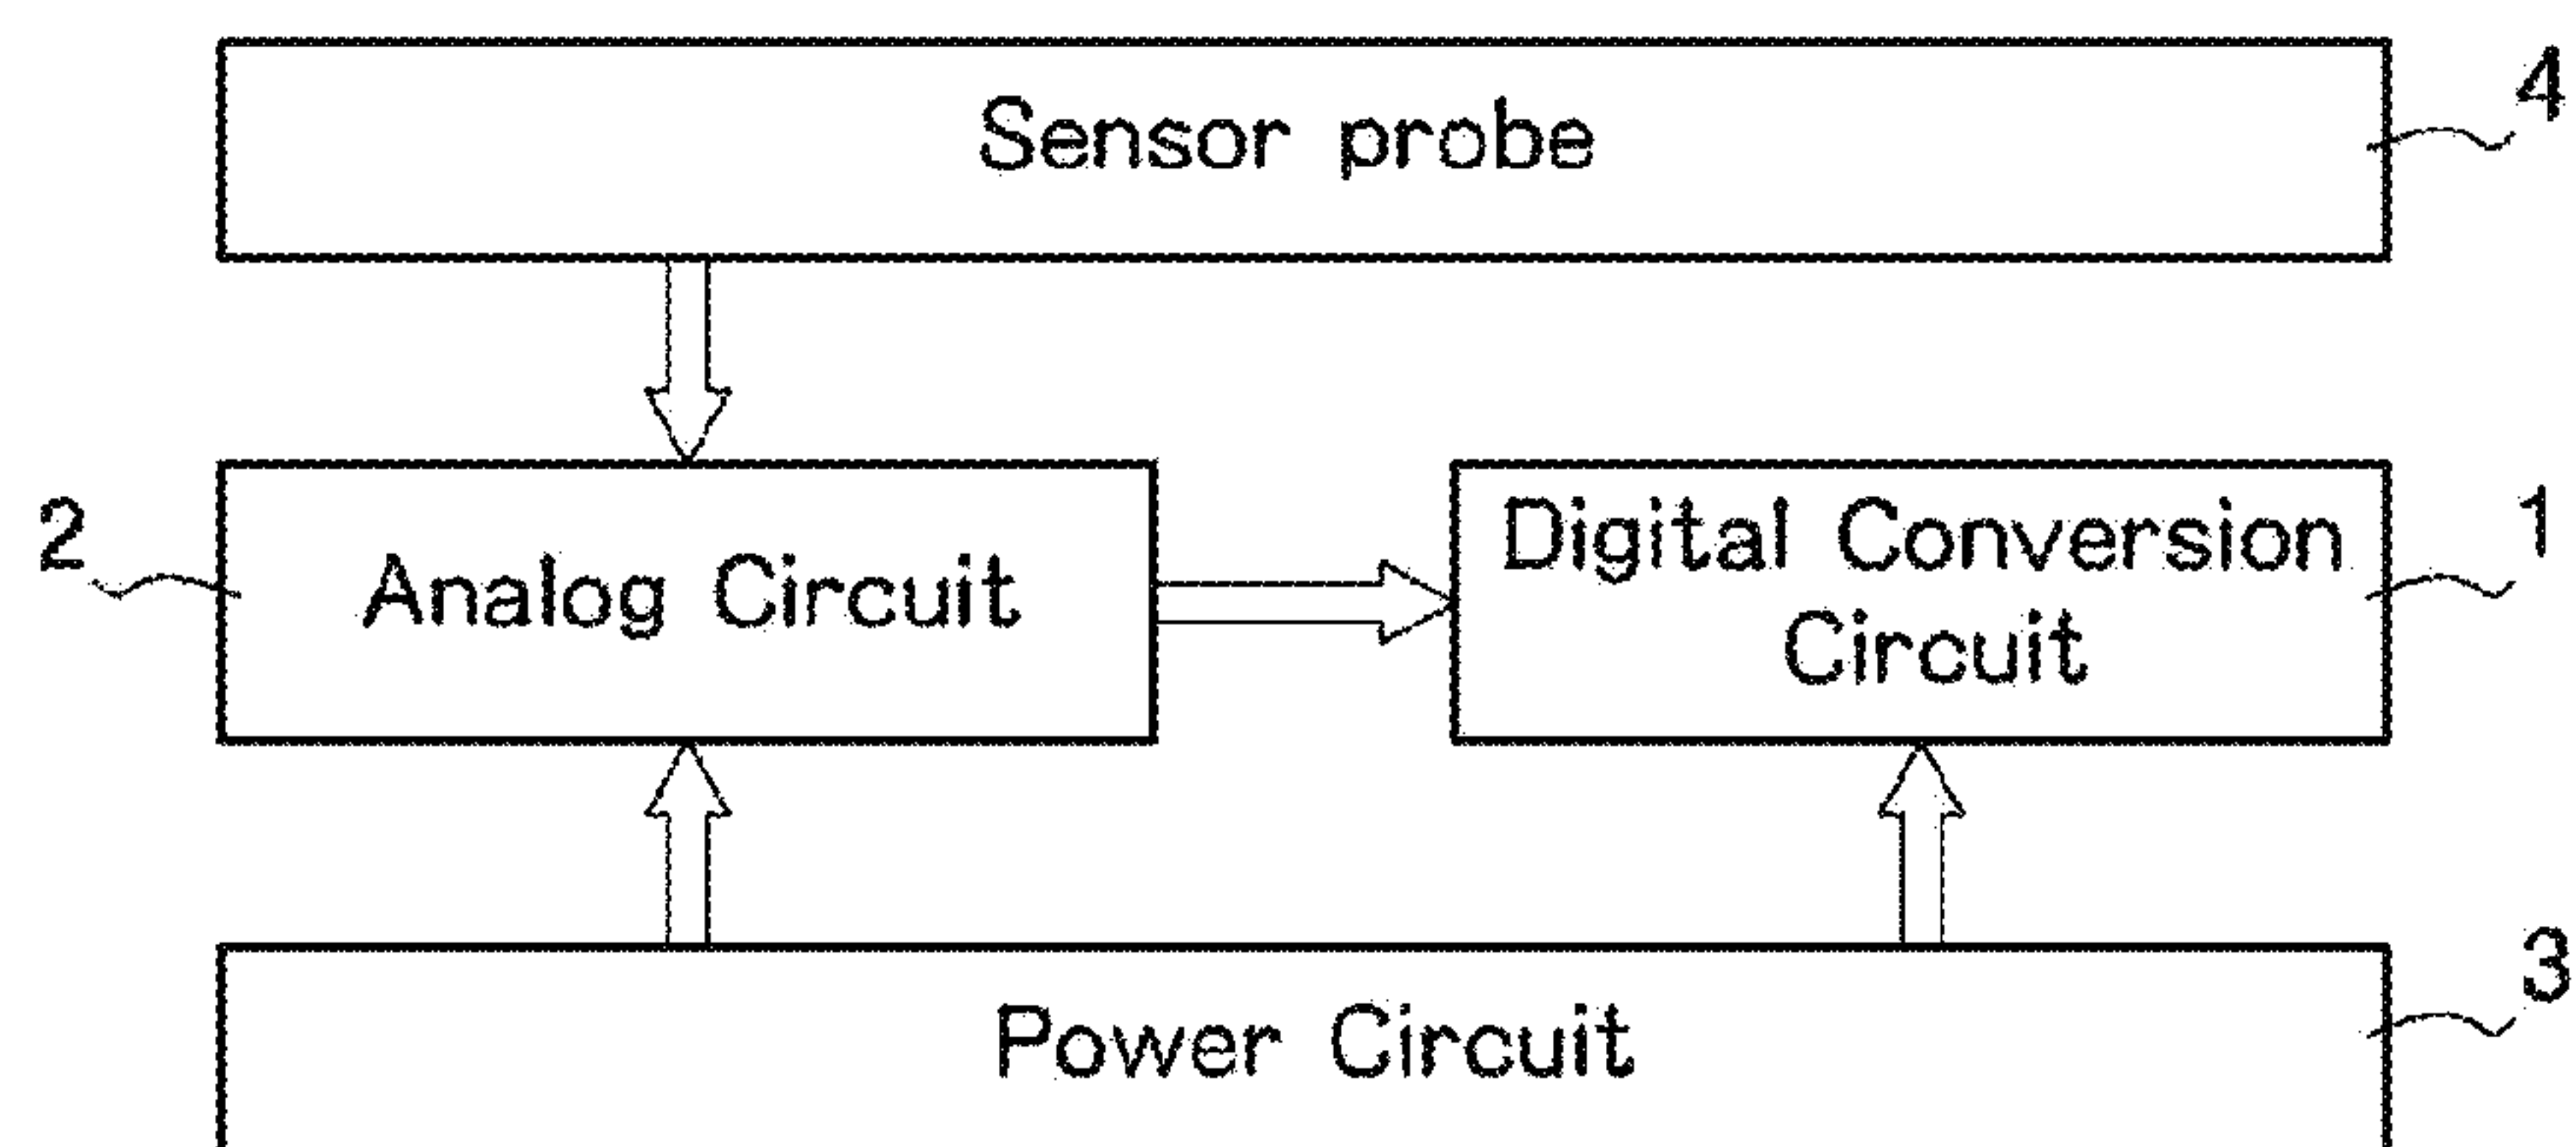 Sensor probe
4
2
Analog Circuit
Digital Conversion
Circuit
1
Power Circuit
3